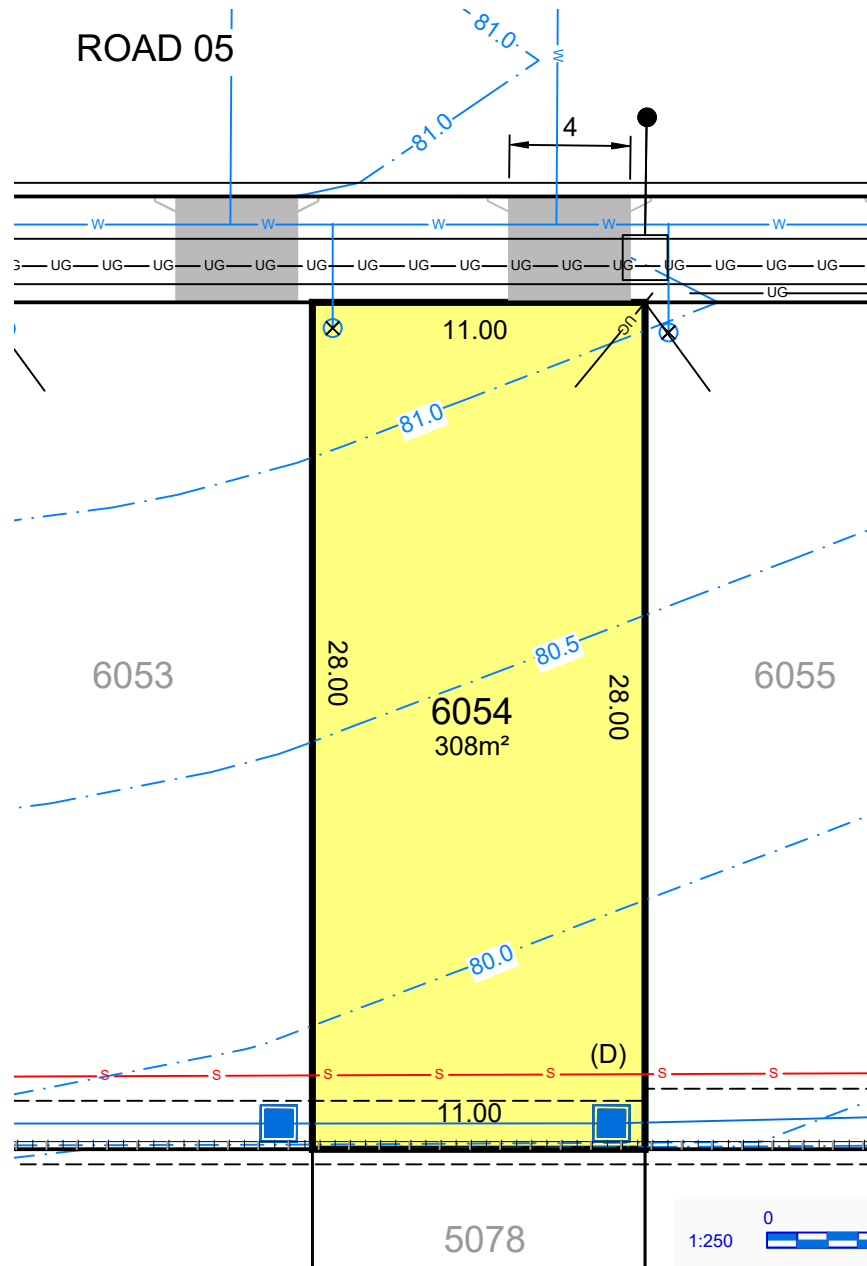 81.0
ROAD 05
W
81.0
4
W W W W W
G UG UG UG UG UG UG UG UG UG UG UG UG UG UG UG UG
UG
11.00
UG
81.0
80.5
28.00
28.00
6053
6054
6055
308m²
80.0
(D)
S S S S S S S
11.00
5078
0
1:250